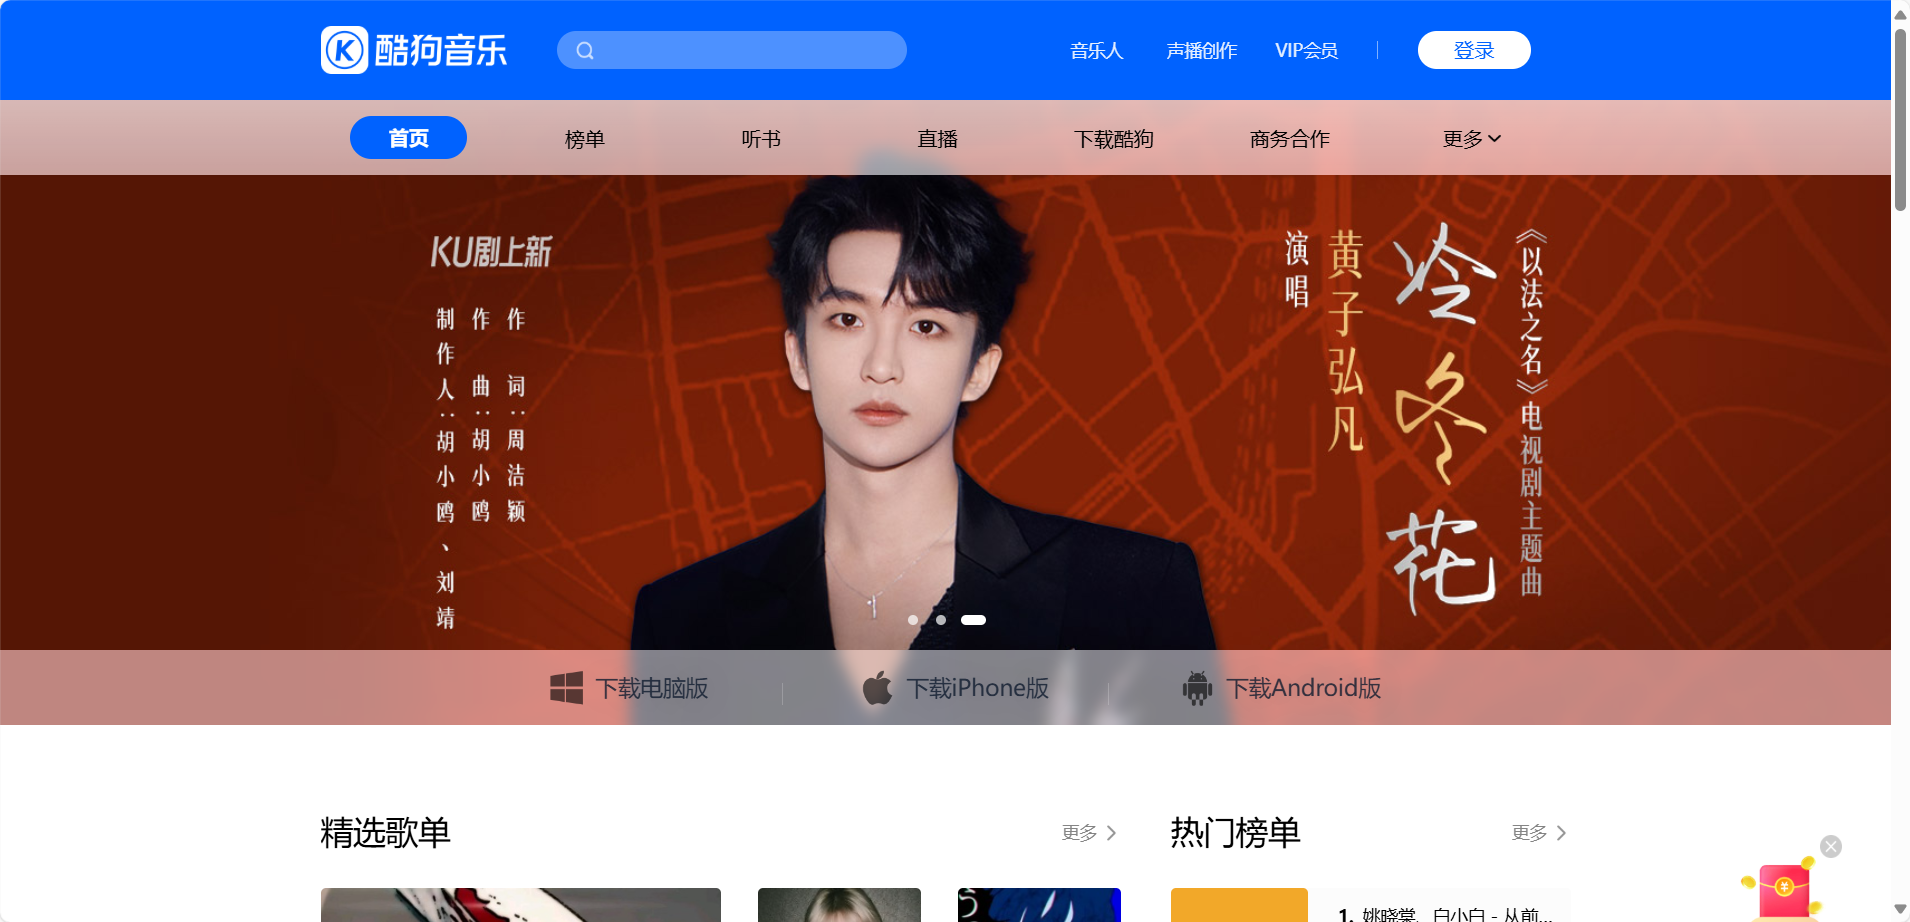 酷狗音乐
音乐人
声播创作
VIP会员
登录
首页
榜单
听书
直播
下载酷狗
商务合作
更多
KU剧上新
作 词：周洁颖
作 曲：胡小鸥
制作人：胡小鸥、刘靖
《以法之名》电视剧主题曲
冷冬花
黄子弘凡
演唱
下载电脑版
下载iPhone版
下载Android版
精选歌单
更多
热门榜单
更多
1. 姚晓棠、白小白 - 从前...